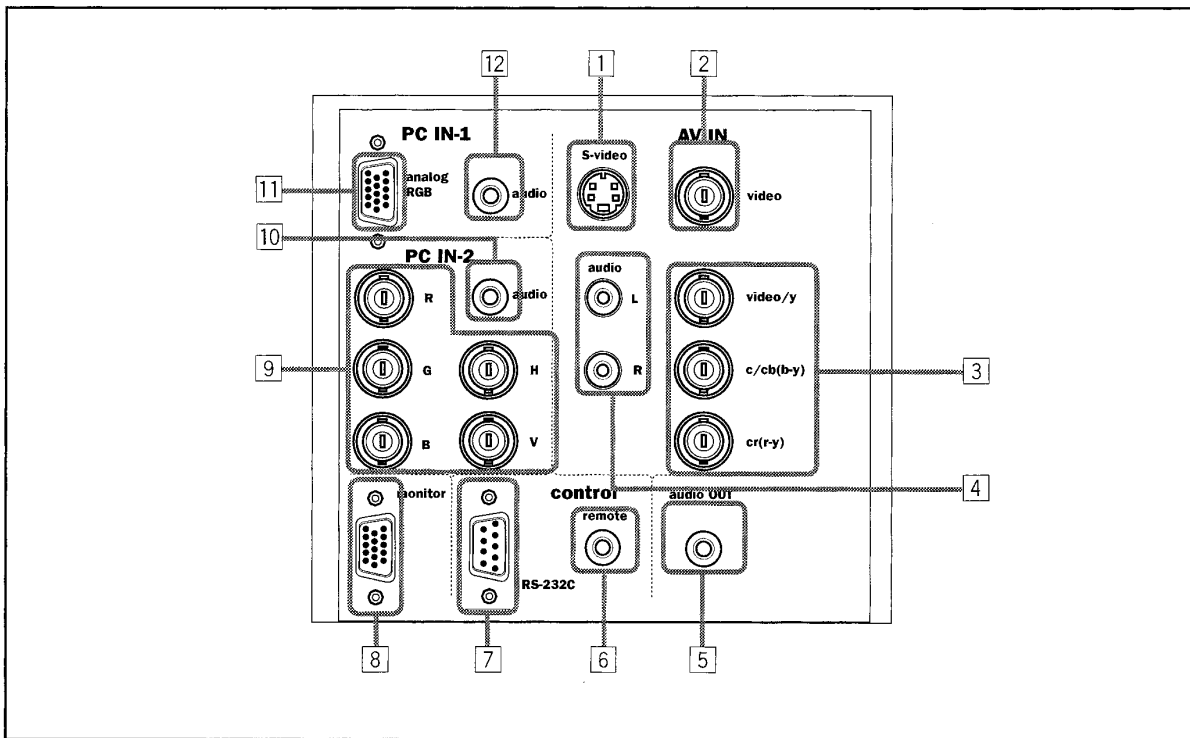 12
1
2
PC IN-1
AV IN
S-video
11
analog
RGB
audio
video
10
PC IN-2
audio
audio
R
L
video/y
9
G
H
R
c/cb(b-y)
3
B
V
cr(r-y)
4
monitor
control
audio OUT
remote
RS-232C
8
7
6
5